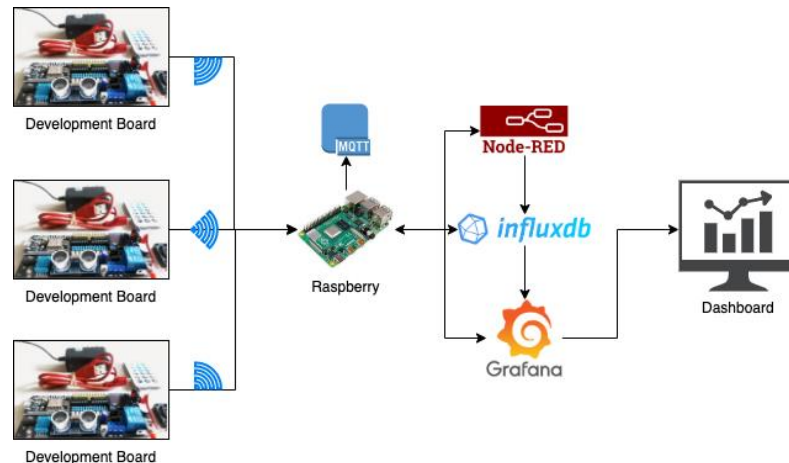 Development Board
MQTT
Node-RED
influxdb
Development Board
Raspberry
Dashboard
Grafana
Development Board